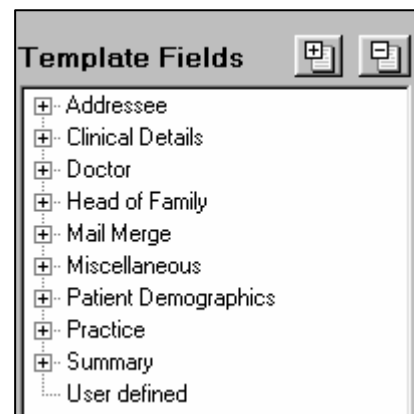 Template Fields
Addressee
Clinical Details
Doctor
Head of Family
Mail Merge
Miscellaneous
Patient Demographics
Practice
Summary
User defined